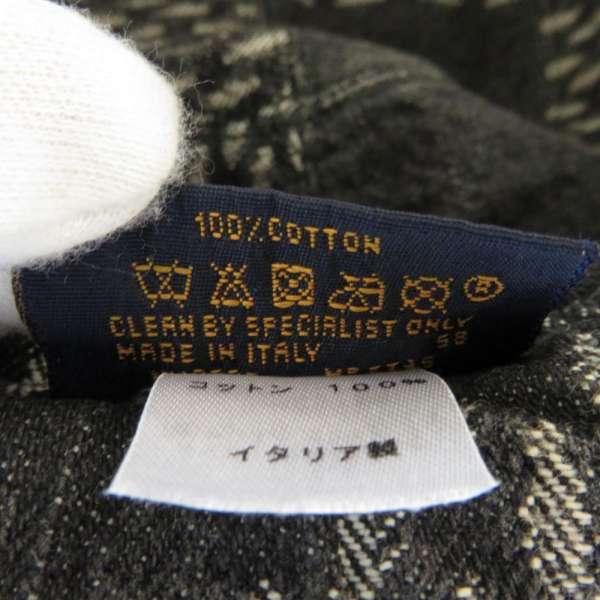 100% COTTON
®
CLEAN BY SPECIALIST ONLY
MADE IN ITALY
58
コットン 100%
イタリア製